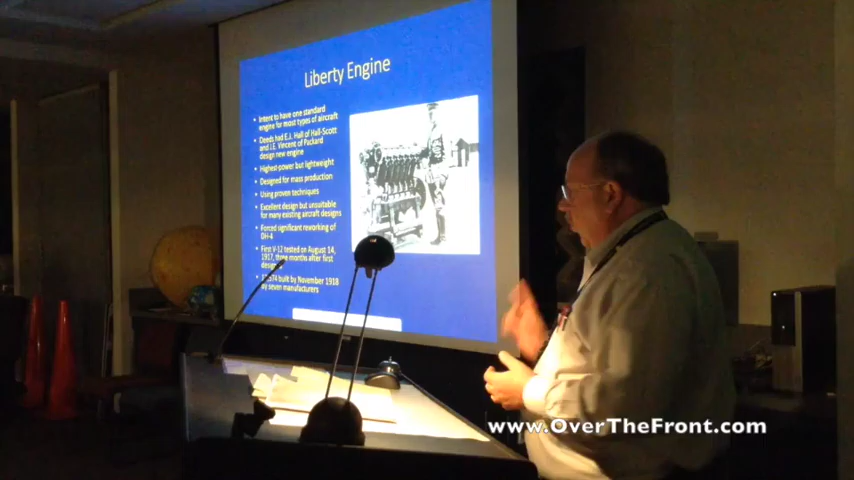 Liberty Engine
• Intent to have one standard
engine for most types of aircraft
• Deeds had E.J. Hall of Hall-Scott
and J.E. Vincent of Packard
design new engine
• Highest-power but lightweight
• Designed for mass production
• Using proven techniques
• Excellent design but unsuitable
for many existing aircraft designs
• Forced significant reworking of
DH-4
• First V-12 tested on August 14,
1917, three months after first
built by November 1918
by seven manufacturers
www.OverTheFront.com